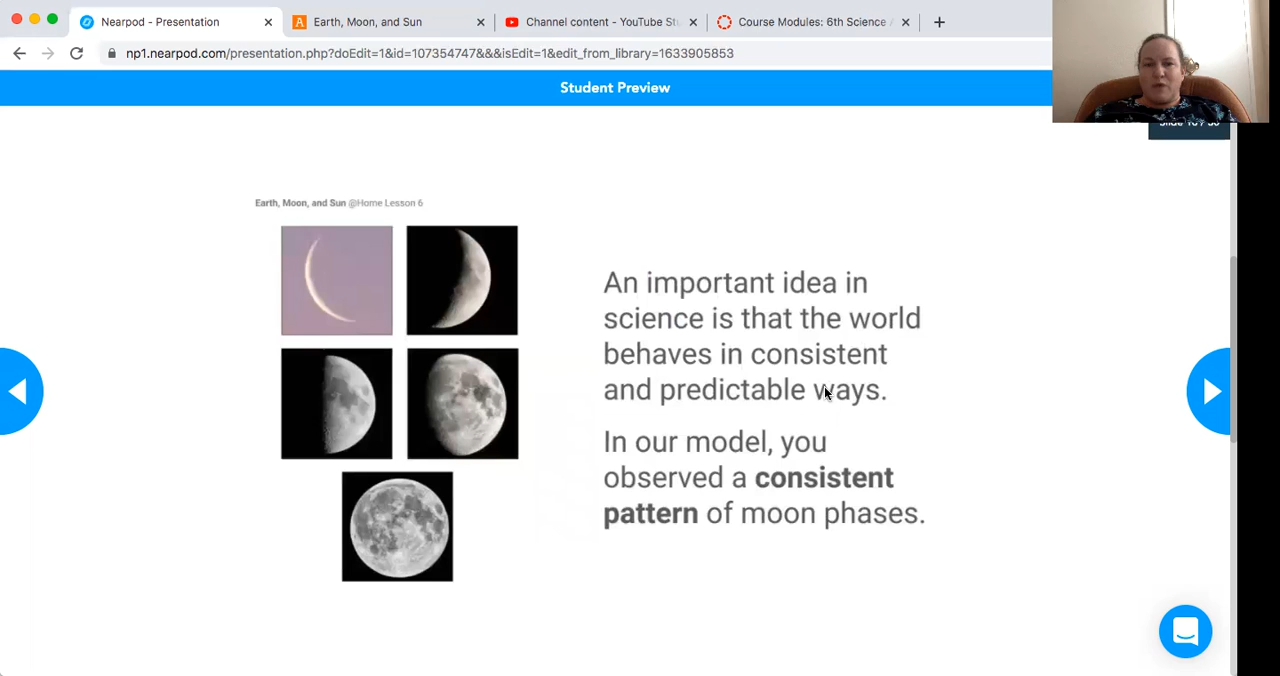 Nearpod - Presentation
Earth, Moon, and Sun
Channel content - YouTube Stu
Course Modules: 6th Science A
np1.nearpod.com/presentation.php?doEdit=1&id=107354747&&&isEdit=1&edit_from_library=1633905853
Student Preview
Earth, Moon, and Sun @Home Lesson 6
An important idea in
science is that the world
behaves in consistent
and predictable ways.
In our model, you
observed a consistent
pattern of moon phases.